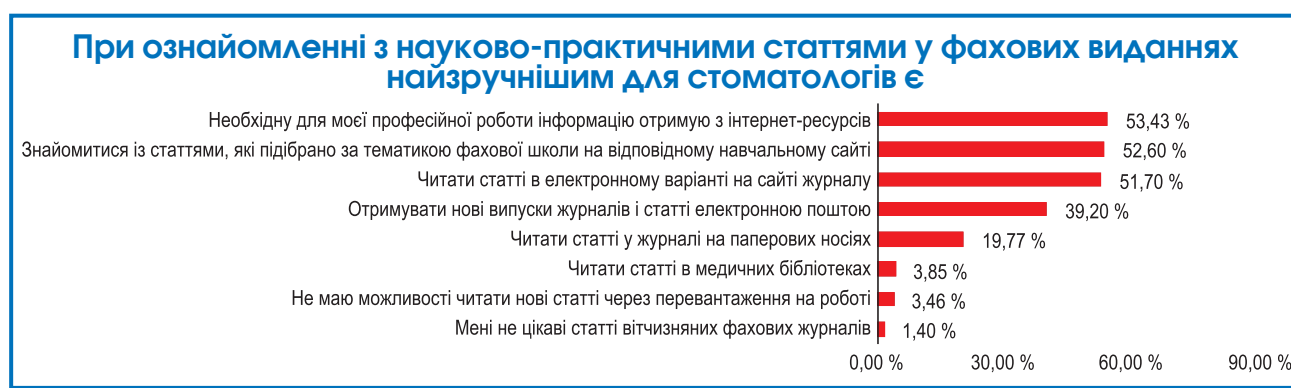 При ознайомленні з науково-практичними статтями у фахових виданнях
найзручнішим для стоматологів є
Необхідну для моєї професійної роботи інформацію отримую з інтернет-ресурсів 53,43 %
Знайомитися із статтями, які підібрано за тематикою фахової школи на відповідному навчальному сайті 52,60 %
Читати статті в електронному варіанті на сайті журналу 51,70 %
Отримувати нові випуски журналів і статті електронною поштою 39,20 %
Читати статті у журналі на паперових носіях 19,77 %
Читати статті в медичних бібліотеках 3,85 %
Не маю можливості читати нові статті через перевантаження на роботі 3,46 %
Мені не цікаві статті вітчизняних фахових журналів 1,40 %
0,00 % 30,00 % 60,00 % 90,00 %